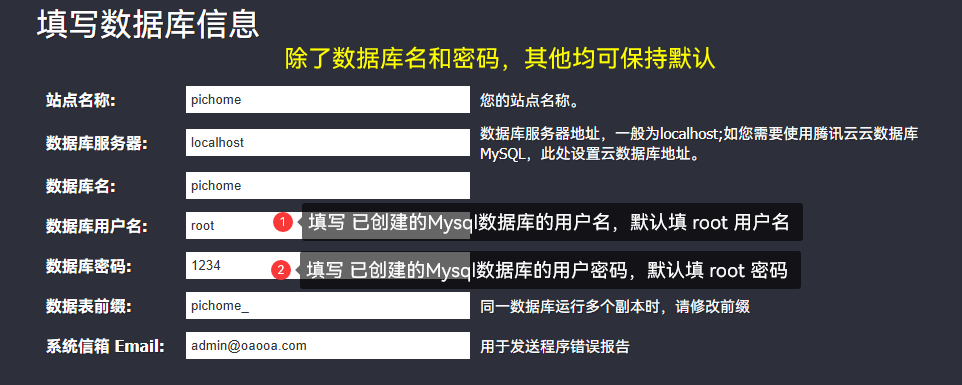 填写数据库信息
除了数据库名和密码，其他均可保持默认
站点名称: pichome 您的站点名称。
数据库服务器: localhost 数据库服务器地址，一般为localhost;如您需要使用腾讯云云数据库
MySQL，此处设置云数据库地址。
数据库名: pichome
数据库用户名: root 1 填写 已创建的Mysql数据库的用户名，默认填 root 用户名
数据库密码: 1234 2 填写 已创建的Mysql数据库的用户密码，默认填 root 密码
数据表前缀: pichome_ 同一数据库运行多个副本时，请修改前缀
系统信箱 Email: admin@oaooa.com 用于发送程序错误报告